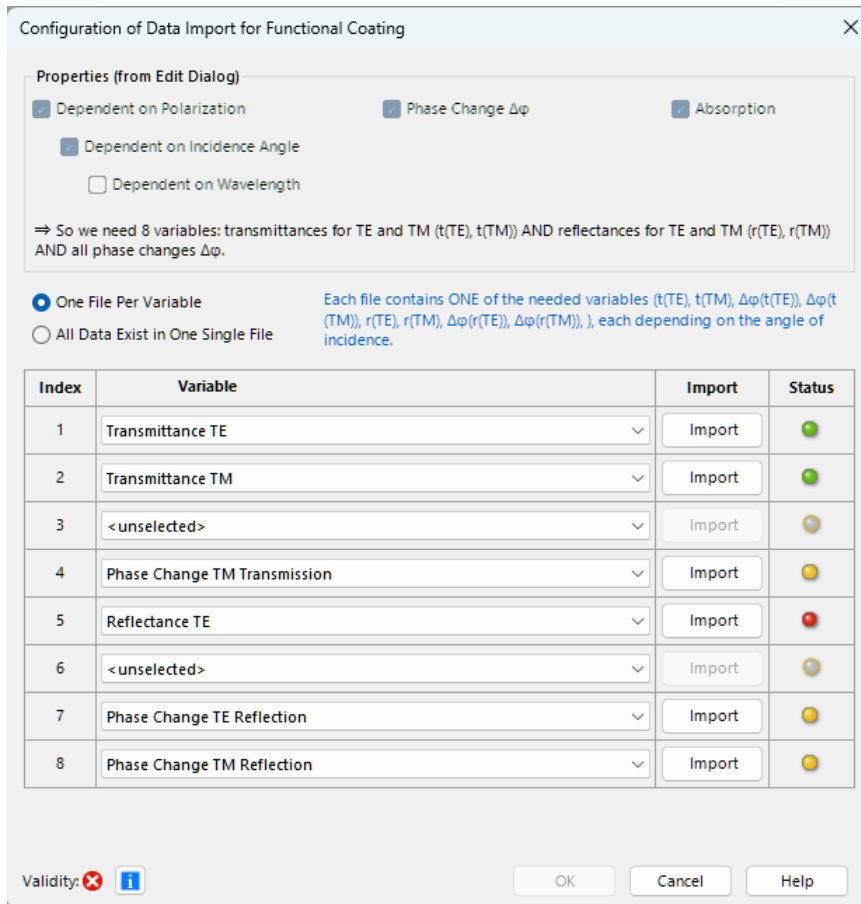 Configuration of Data Import for Functional Coating
Properties (from Edit Dialog)
Dependent on Polarization Phase Change Δφ Absorption
Dependent on Incidence Angle
Dependent on Wavelength
⇒ So we need 8 variables: transmittances for TE and TM (t(TE), t(TM)) AND reflectances for TE and TM (r(TE), r(TM))
AND all phase changes Δφ.
One File Per Variable
All Data Exist in One Single File
Each file contains ONE of the needed variables (t(TE), t(TM), Δφ(t(TE)), Δφ(t
(TM)), r(TE), r(TM), Δφ(r(TE)), Δφ(r(TM)), ), each depending on the angle of
incidence.
Index Variable Import Status
1 Transmittance TE Import
2 Transmittance TM Import
3 <unselected> Import
4 Phase Change TM Transmission Import
5 Reflectance TE Import
6 <unselected> Import
7 Phase Change TE Reflection Import
8 Phase Change TM Reflection Import
Validity: i OK Cancel Help